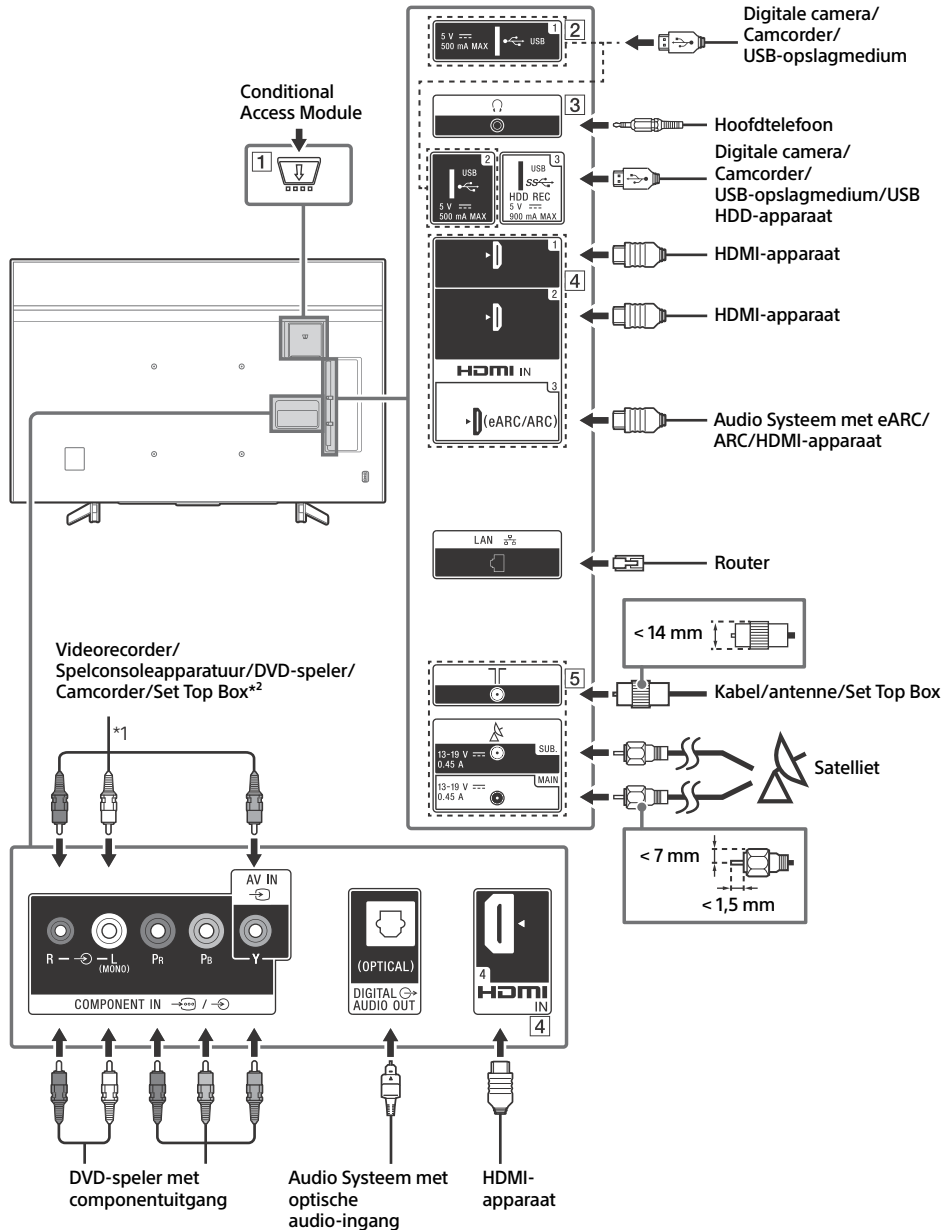 Digitale camera/
Camcorder/
USB-opslagmedium
1
5 V
500 mA MAX
USB
2
Conditional
Access Module
1
3
Hoofdtelefoon
Digitale camera/
Camcorder/
USB-opslagmedium/USB
HDD-apparaat
2
USB
5 V
500 mA MAX
3
USB
SS
HDD REC
5 V
900 mA MAX
1
HDMI-apparaat
4
2
HDMI-apparaat
HDMI IN
3
(eARC/ARC)
Audio Systeem met eARC/
ARC/HDMI-apparaat
LAN
Router
< 14 mm
5
Kabel/antenne/Set Top Box
13-19 V
0.45 A
SUB.
MAIN
13-19 V
0.45 A
Satelliet
< 7 mm
< 1,5 mm
Videorecorder/
Spelconsoleapparatuur/DVD-speler/
Camcorder/Set Top Box*2
*1
AV IN
R
L
(MONO)
PR
PB
Y
COMPONENT IN /
(OPTICAL)
DIGITAL
AUDIO OUT
4
HDMI
IN
4
DVD-speler met
componentuitgang
Audio Systeem met
optische
audio-ingang
HDMI-
apparaat